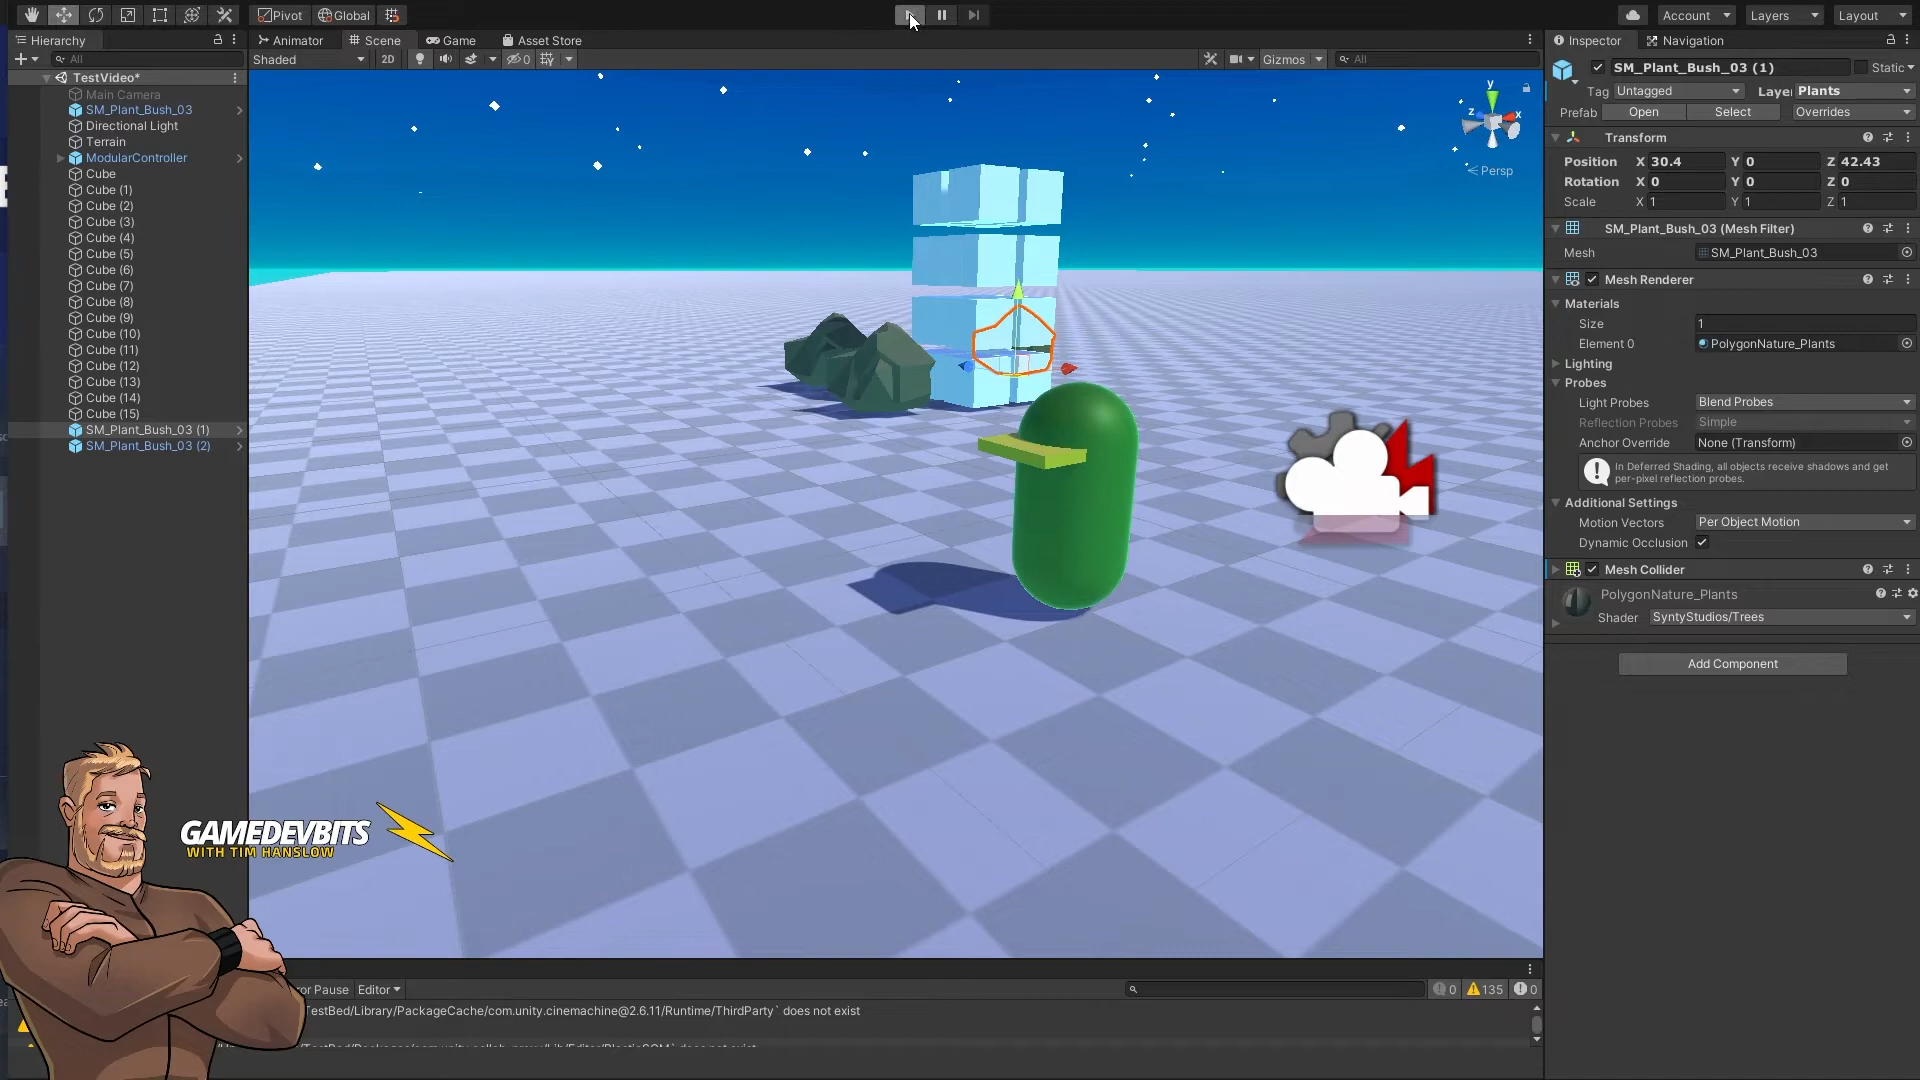 Pivot Global Account Layers Layout
Hierarchy
All
TestVideo*
Main Camera
SM_Plant_Bush_03
Directional Light
Terrain
ModularController
Cube
Cube (1)
Cube (2)
Cube (3)
Cube (4)
Cube (5)
Cube (6)
Cube (7)
Cube (8)
Cube (9)
Cube (10)
Cube (11)
Cube (12)
Cube (13)
Cube (14)
Cube (15)
SM_Plant_Bush_03 (1)
SM_Plant_Bush_03 (2)
Animator Scene Game Asset Store
Shaded 2D 0 Gizmos All
y
z x
Persp
GAMEDEVBITS
WITH TIM HANSLOW
or Pause Editor 0 135 0
TestBed/Library/PackageCache/com.unity.cinemachine@2.6.11/Runtime/ThirdParty` does not exist
Inspector Navigation
SM_Plant_Bush_03 (1) Static
Tag Untagged Layer Plants
Prefab Open Select Overrides
Transform
Position X 30.4 Y 0 Z 42.43
Rotation X 0 Y 0 Z 0
Scale X 1 Y 1 Z 1
SM_Plant_Bush_03 (Mesh Filter)
Mesh SM_Plant_Bush_03
Mesh Renderer
Materials
Size 1
Element 0 PolygonNature_Plants
Lighting
Probes
Light Probes Blend Probes
Reflection Probes Simple
Anchor Override None (Transform)
In Deferred Shading, all objects receive shadows and get
per-pixel reflection probes.
Additional Settings
Motion Vectors Per Object Motion
Dynamic Occlusion
Mesh Collider
PolygonNature_Plants
Shader SyntyStudios/Trees
Add Component